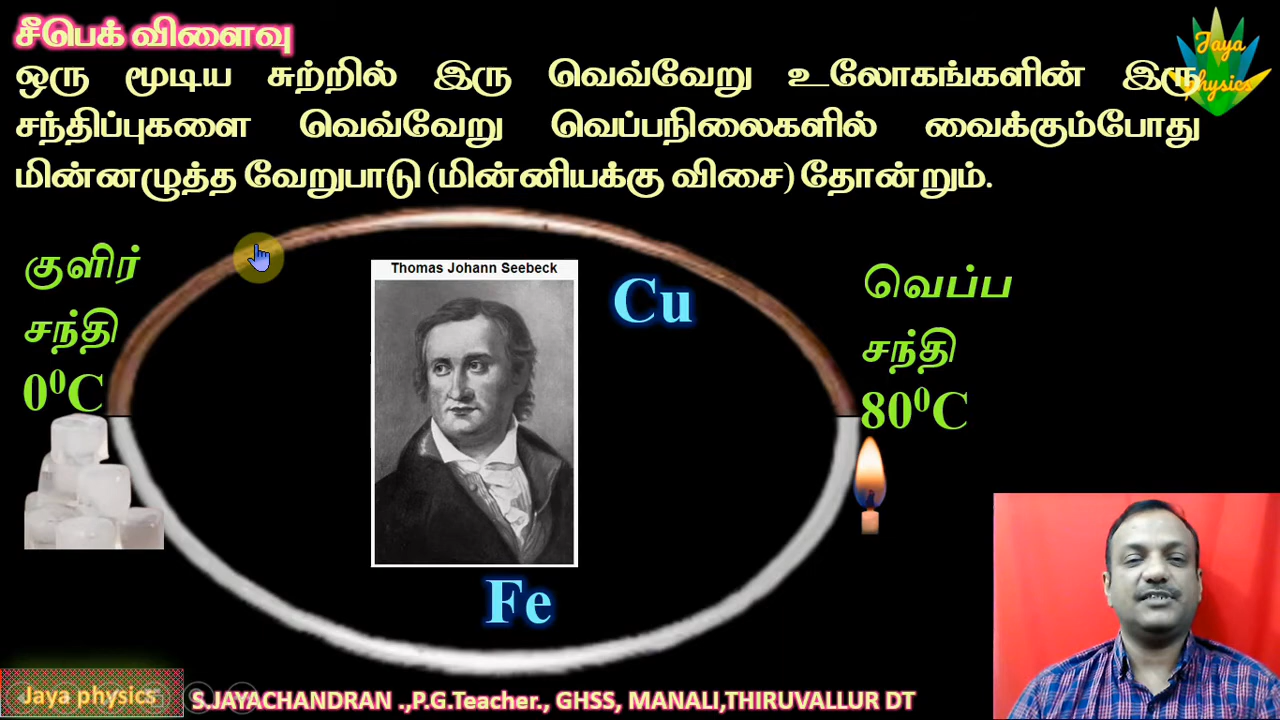 சீபெக் விளைவு
ஒரு மூடிய சுற்றில் இரு வெவ்வேறு உலோகங்களின் இரு
சந்திப்புகளை வெவ்வேறு வெப்பநிலைகளில் வைக்கும்போது
மின்னழுத்த வேறுபாடு (மின்னியக்கு விசை) தோன்றும்.
Jaya
Physics
குளிர்
சந்தி
0⁰C
Thomas Johann Seebeck
Cu
வெப்ப
சந்தி
80⁰C
Fe
Jaya physics
S.JAYACHANDRAN .,P.G.Teacher., GHSS, MANALI,THIRUVALLUR DT